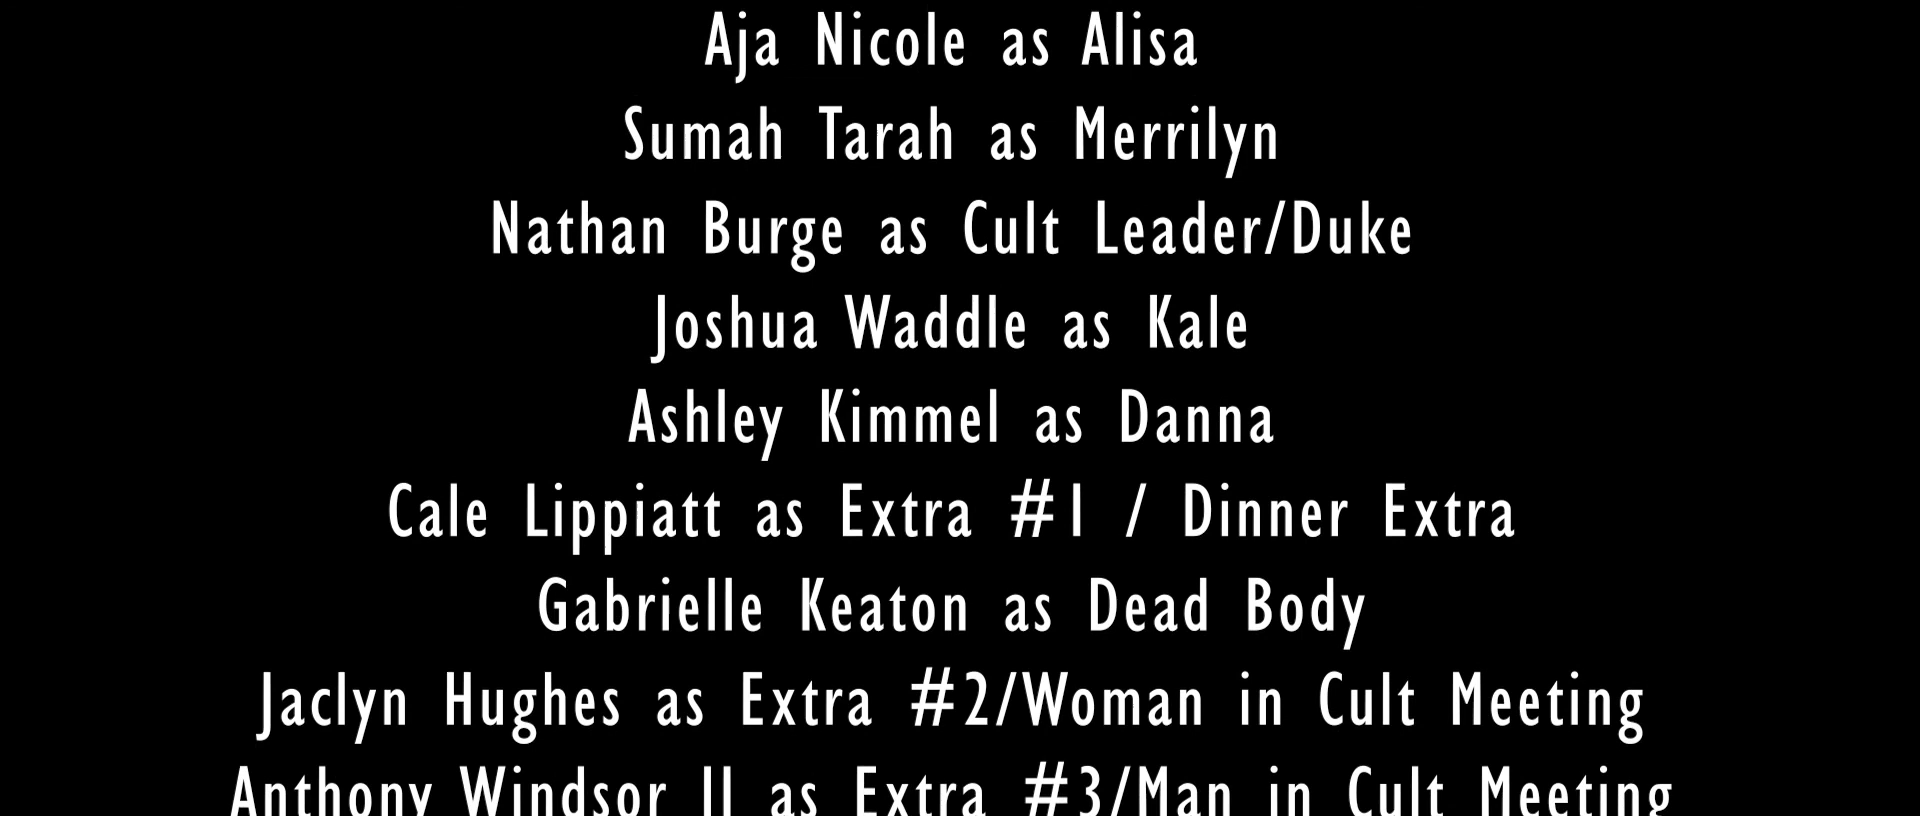 Aja Nicole as Alisa
Sumah Tarah as Merrilyn
Nathan Burge as Cult Leader/Duke
Joshua Waddle as Kale
Ashley Kimmel as Danna
Cale Lippiatt as Extra #1 / Dinner Extra
Gabrielle Keaton as Dead Body
Jaclyn Hughes as Extra #2/Woman in Cult Meeting
Anthony Windsor II as Extra #3/Man in Cult Meeting